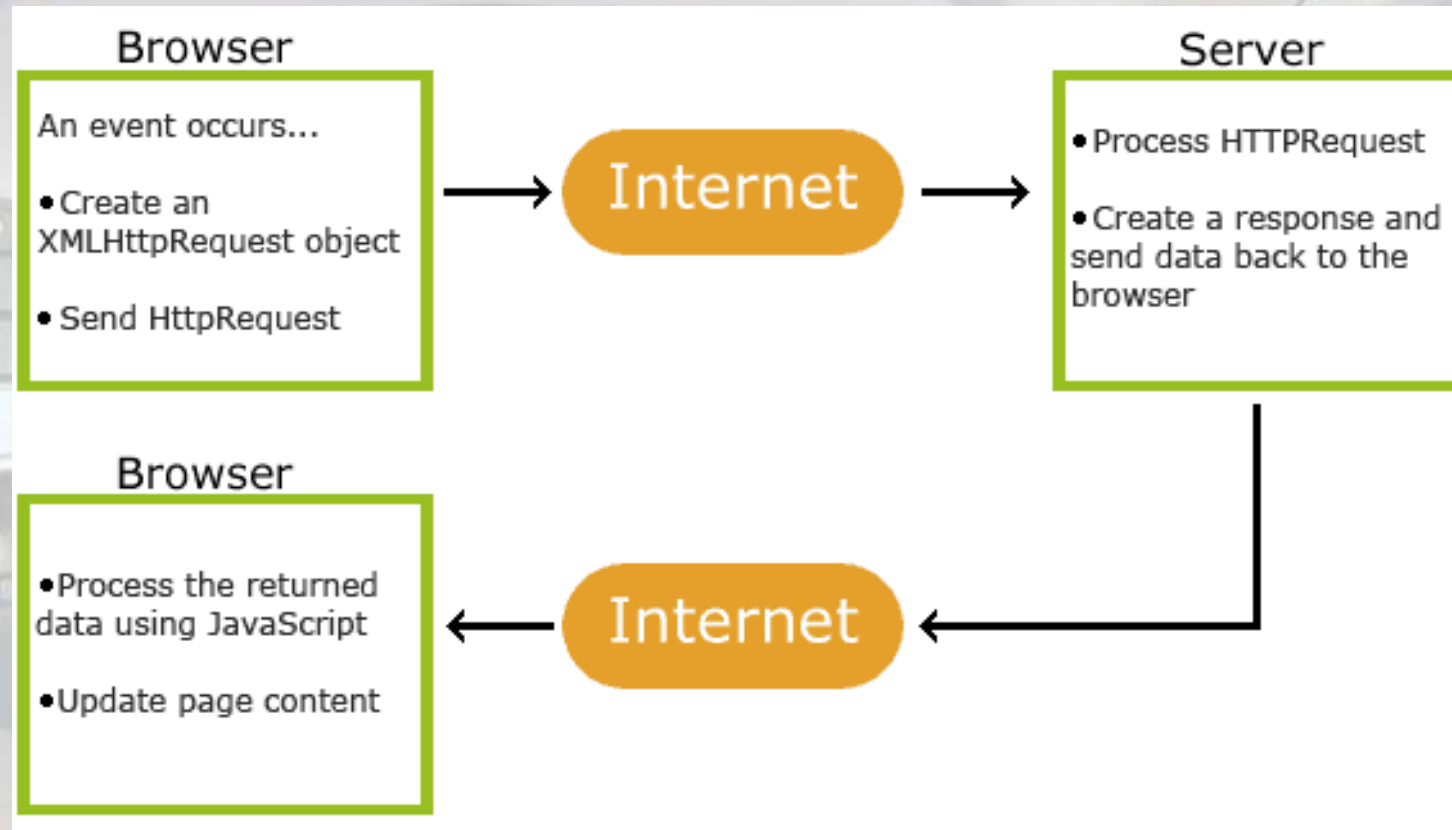 Browser
An event occurs...
•Create an
XMLHttpRequest object
• Send HttpRequest
Internet
Server
•Process HTTPRequest
•Create a response and
send data back to the
browser
Browser
•Process the returned
data using JavaScript
•Update page content
Internet